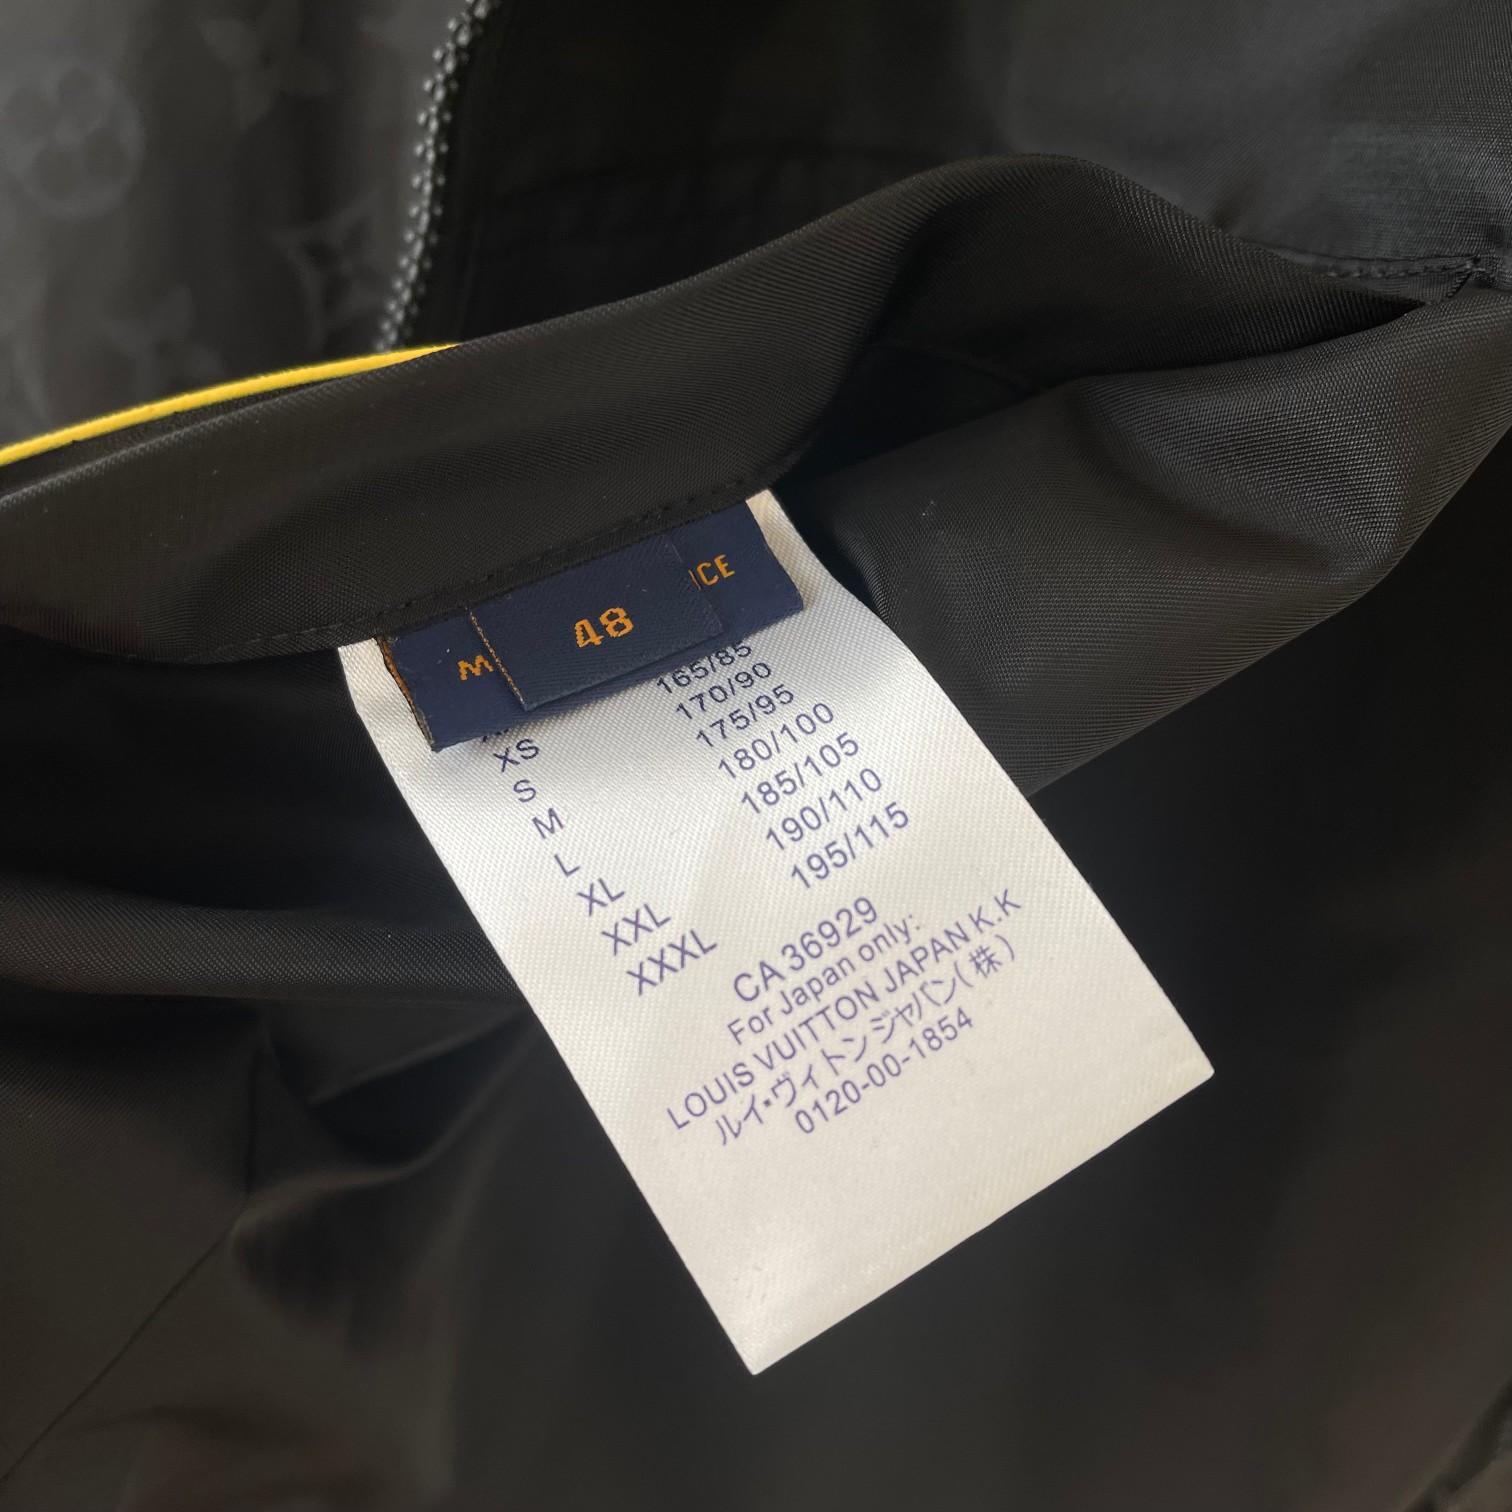 48
165/85
XS 170/90
S 175/95
M 180/100
L 185/105
XL 190/110
XXL 195/115
XXXL
CA 36929
For Japan only:
LOUIS VUITTON JAPAN K.K
ルイ・ヴィトンジャパン(株)
0120-00-1854